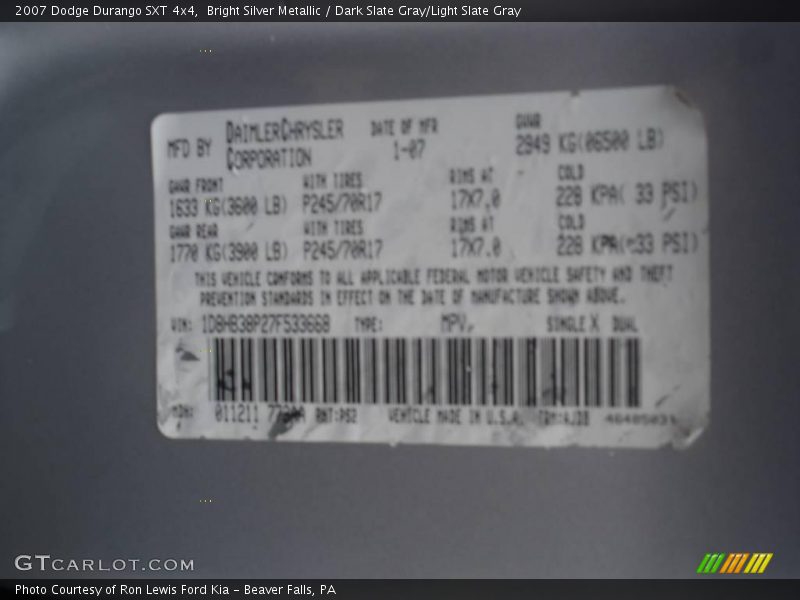 2007 Dodge Durango SXT 4x4,  Bright Silver Metallic / Dark Slate Gray/Light Slate Gray
MFD BY DAIMLERCHRYSLER CORPORATION DATE OF MFR 1-07 GVWR 2949 KG(06500 LB)
GAWR FRONT WITH TIRES RIMS AT COLD
1633 KG(3600 LB) P245/70R17 17X7.0 228 KPA( 33 PSI)
GAWR REAR WITH TIRES RIMS AT COLD
1770 KG(3900 LB) P245/70R17 17X7.0 228 KPA( 33 PSI)
THIS VEHICLE CONFORMS TO ALL APPLICABLE FEDERAL MOTOR VEHICLE SAFETY AND THEFT
PREVENTION STANDARDS IN EFFECT ON THE DATE OF MANUFACTURE SHOWN ABOVE.
VIN: 1D8HB38P27F533668 TYPE: MPV, SINGLE X DUAL
MDH: 011211 PNT:PS2 VEHICLE MADE IN U.S.A.
GTCARLOT.COM
Photo Courtesy of Ron Lewis Ford Kia - Beaver Falls, PA